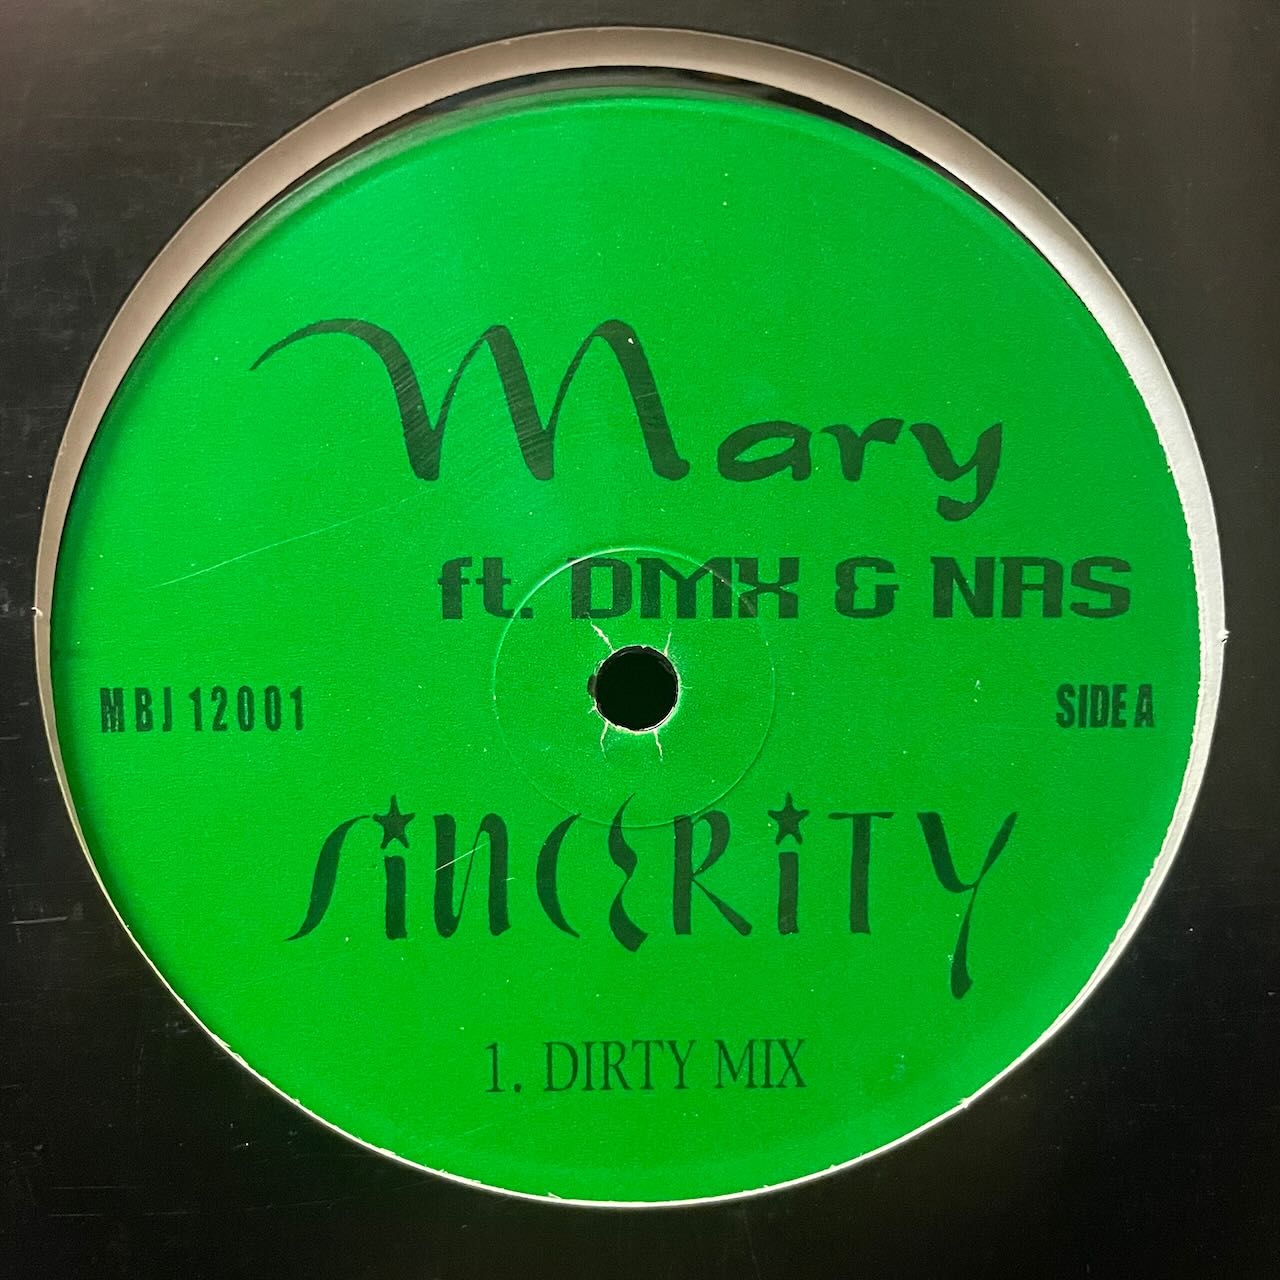 Mary
ft. DMX & NAS
MBJ 12001
SIDE A
SiNCERiTY
1. DIRTY MIX